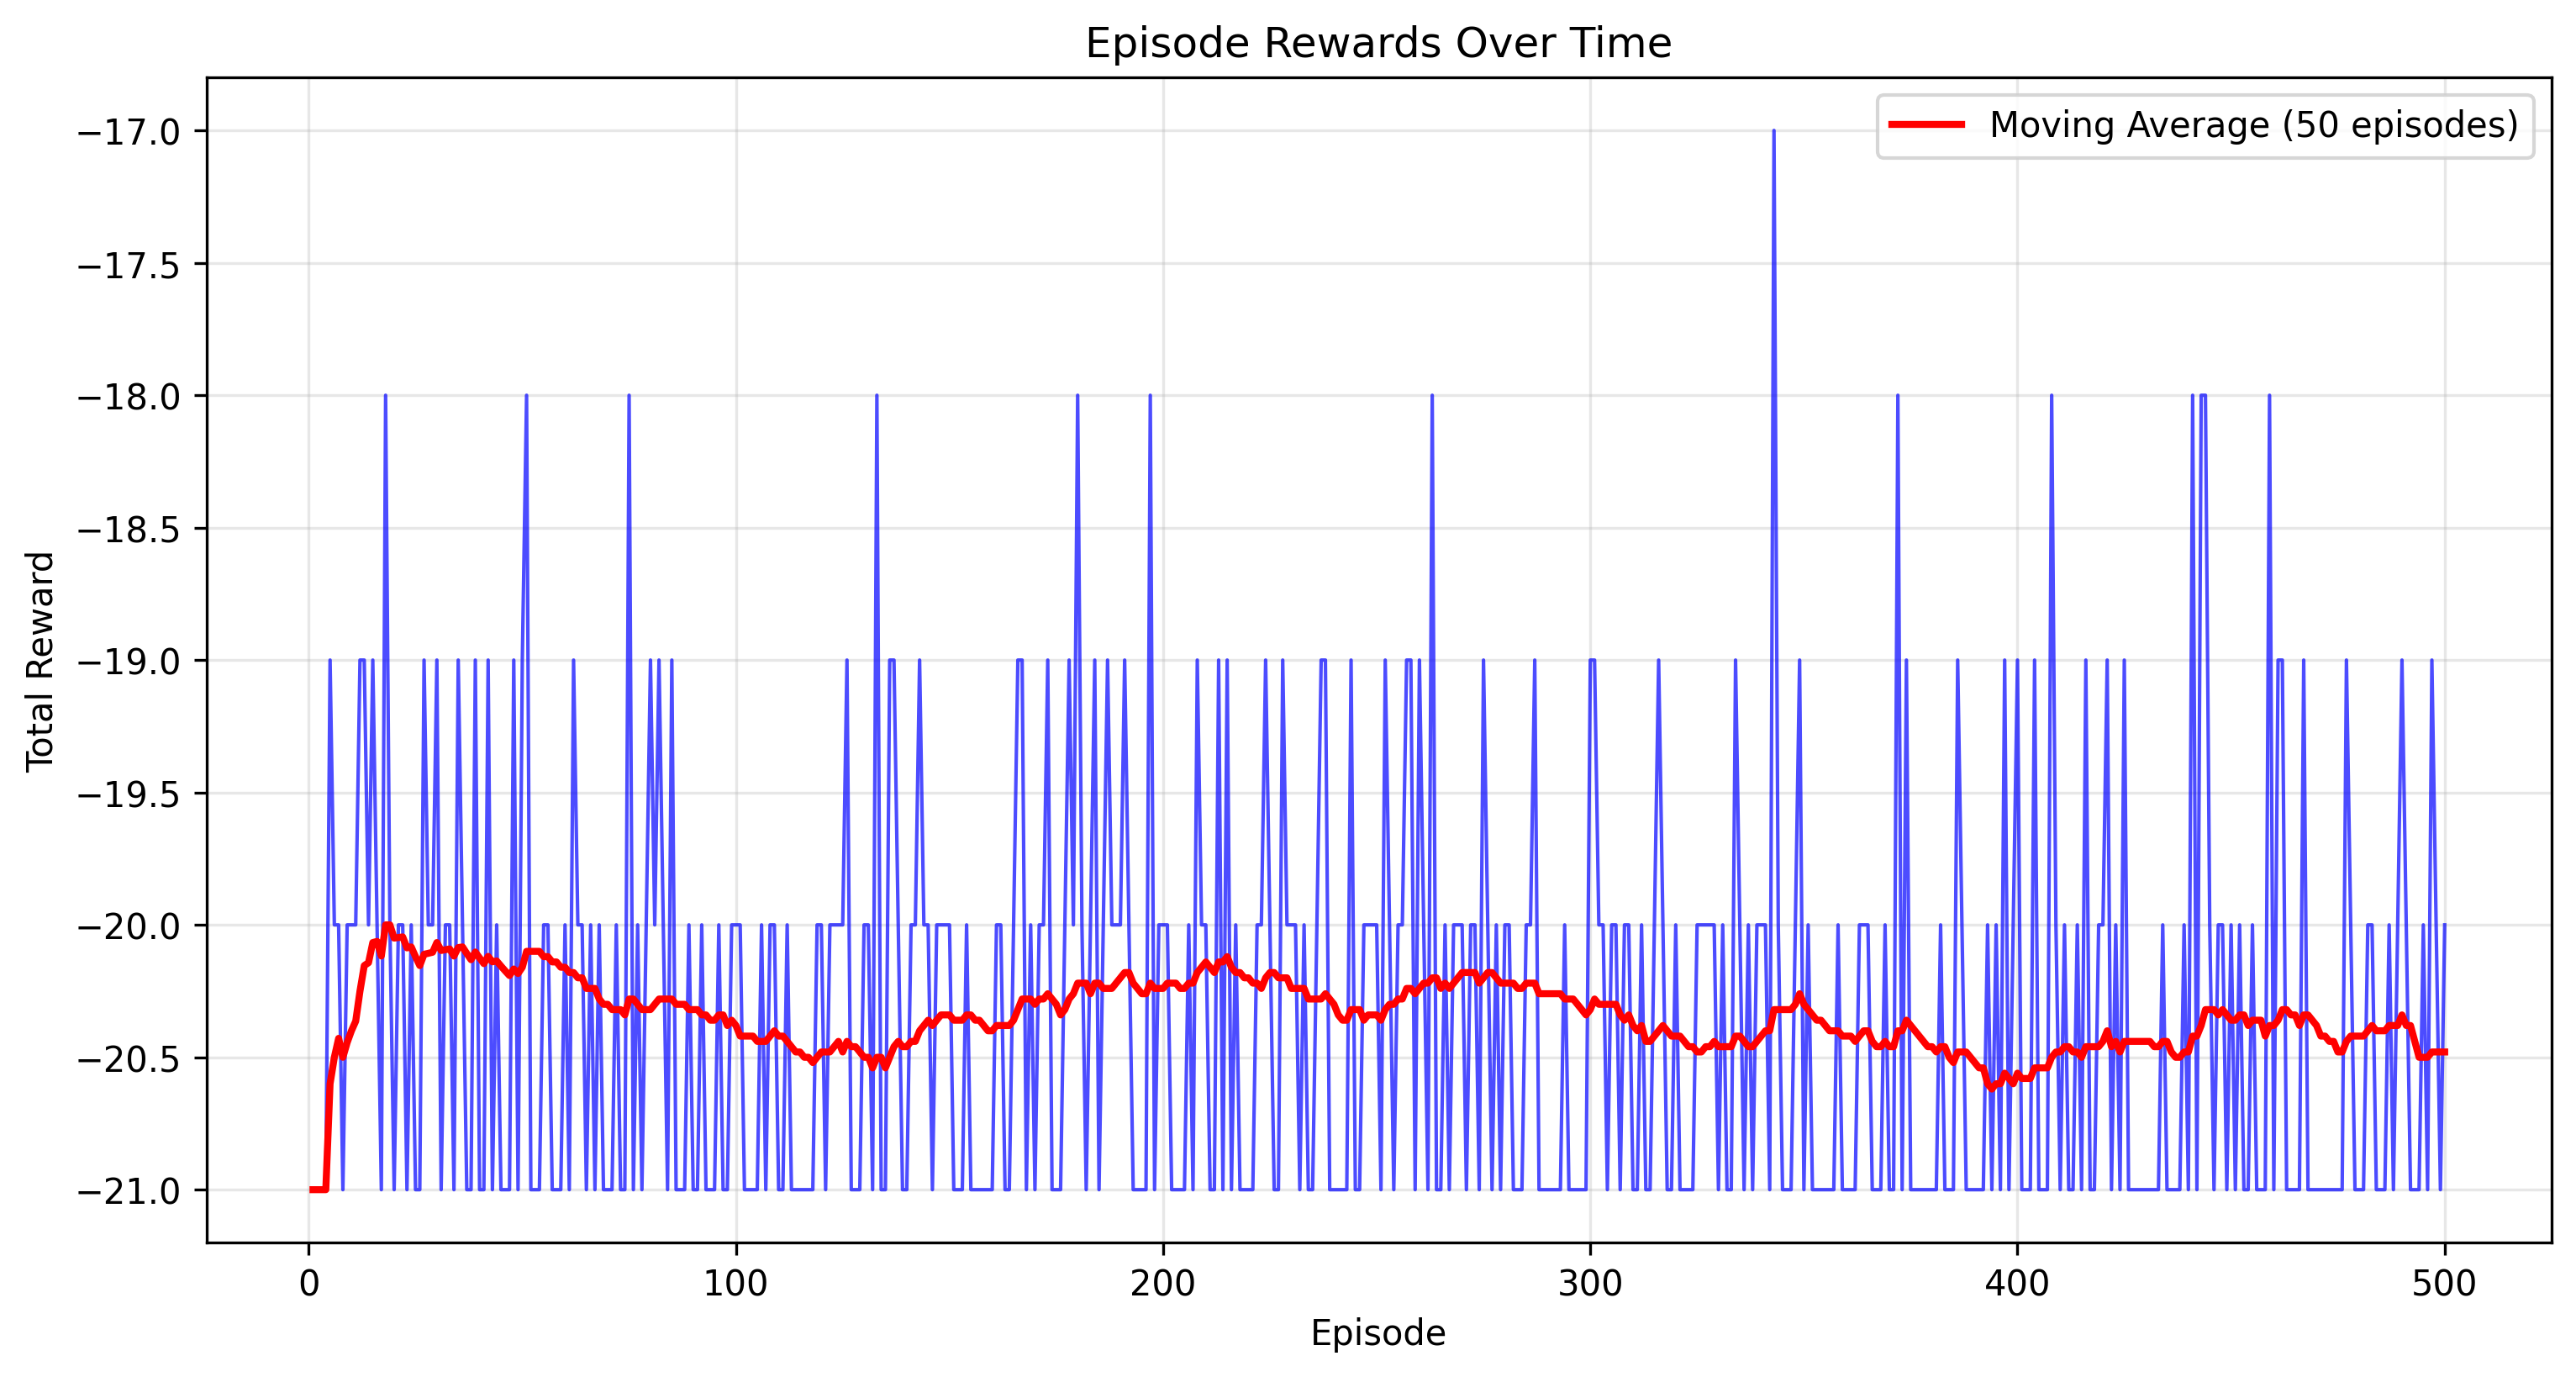 Episode Rewards Over Time
Moving Average (50 episodes)
Total Reward
−17.0
−17.5
−18.0
−18.5
−19.0
−19.5
−20.0
−20.5
−21.0
0 100 200 300 400 500
Episode